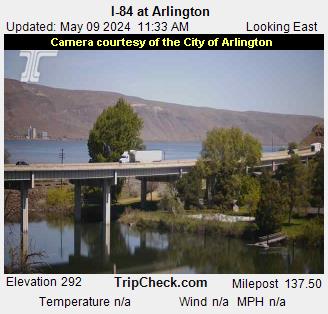 I-84 at Arlington
Updated: May 09 2024 11:33 AM Looking East
Camera courtesy of the City of Arlington
Elevation 292 TripCheck.com Milepost 137.50
Temperature n/a Wind n/a MPH n/a